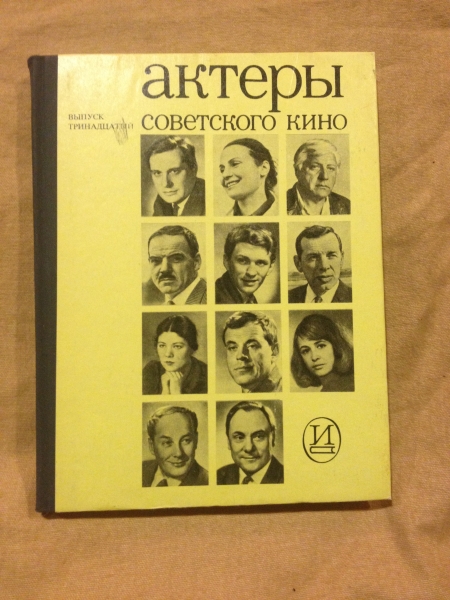 актеры
советского кино
выпуск
тринадцатый
И